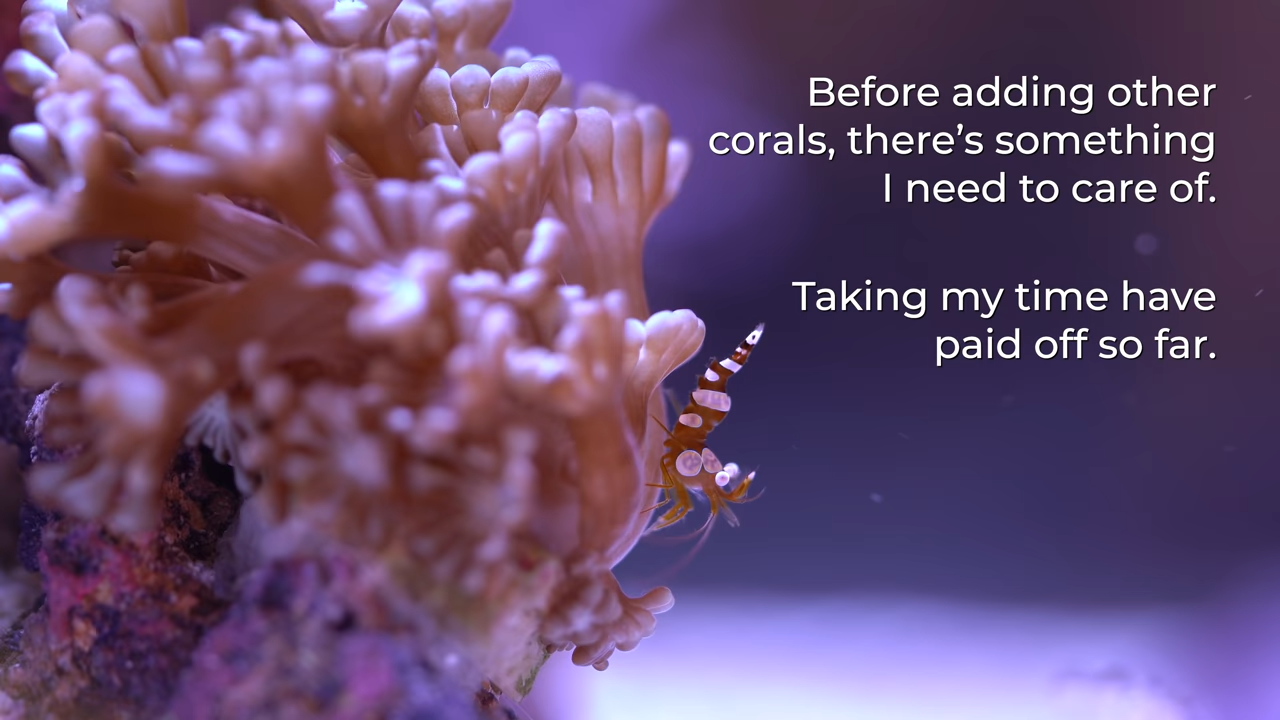 Before adding other
corals, there’s something
I need to care of.
Taking my time have
paid off so far.